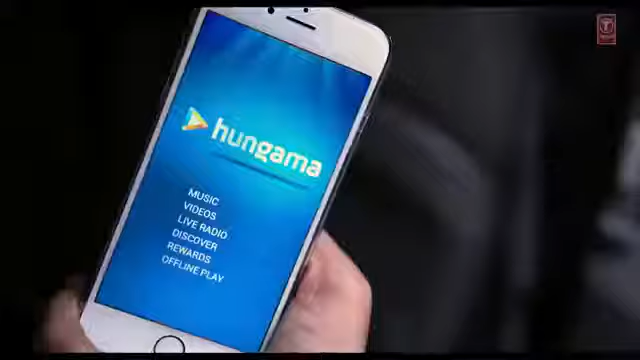 hungama
MUSIC
VIDEOS
LIVE RADIO
DISCOVER
REWARDS
OFFLINE PLAY